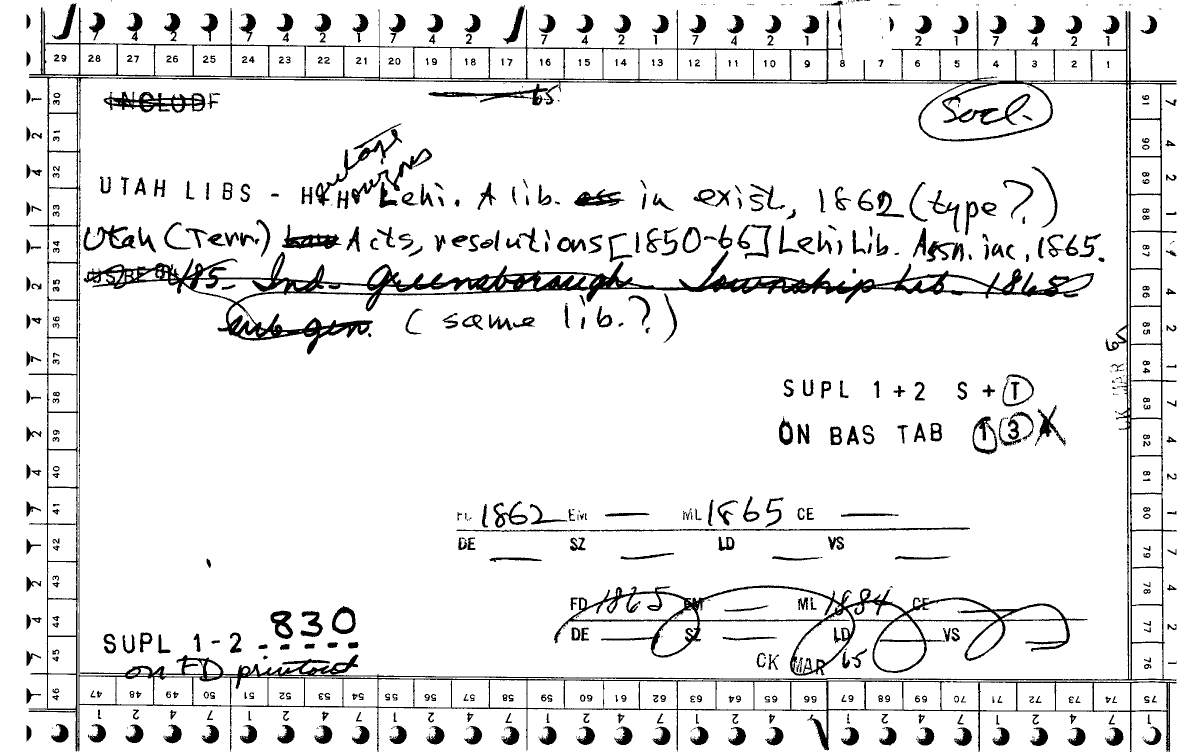 7 4 2 1 7 4 2 1 7 4 2 1 7 4 2 1 7 4 2 1 2 1 7 4 2 1
29 28 27 26 25 24 23 22 21 20 19 18 17 16 15 14 13 12 11 10 9 8 7 6 5 4 3 2 1
INCLUDE 65
Socl.
Heritage
Horizons
UTAH LIBS - Lehi. A lib. in exist, 1862 (type?)
Utah (Terr.) Acts, resolutions [1850-66] Lehi Lib. Assn. inc, 1865.
185- Ind. Greensborough Township Lib. 1868
sub gen. (same lib.?)
SUPL 1+2 S + T
ON BAS TAB 1 3 4
1862 EM — ML 1865 CE —
DE — SZ — LD — VS —
FD 1865 EM — ML 1884 CE —
DE — SZ LD — VS
CK MAR 65
830
SUPL 1-2 -----
on FD printout
30 31 32 33 34 35 36 37 38 39 40 41 42 43 44 45 46
91 90 89 88 87 86 85 84 83 82 81 80 79 78 77 76 75
47 48 49 50 51 52 53 54 55 56 57 58 59 60 61 62 63 64 65 66 67 68 69 70 71 72 73 74 75
1 2 4 7 1 2 4 7 1 2 4 7 1 2 4 7 1 2 4 7 1 2 4 7 1 2 4 7